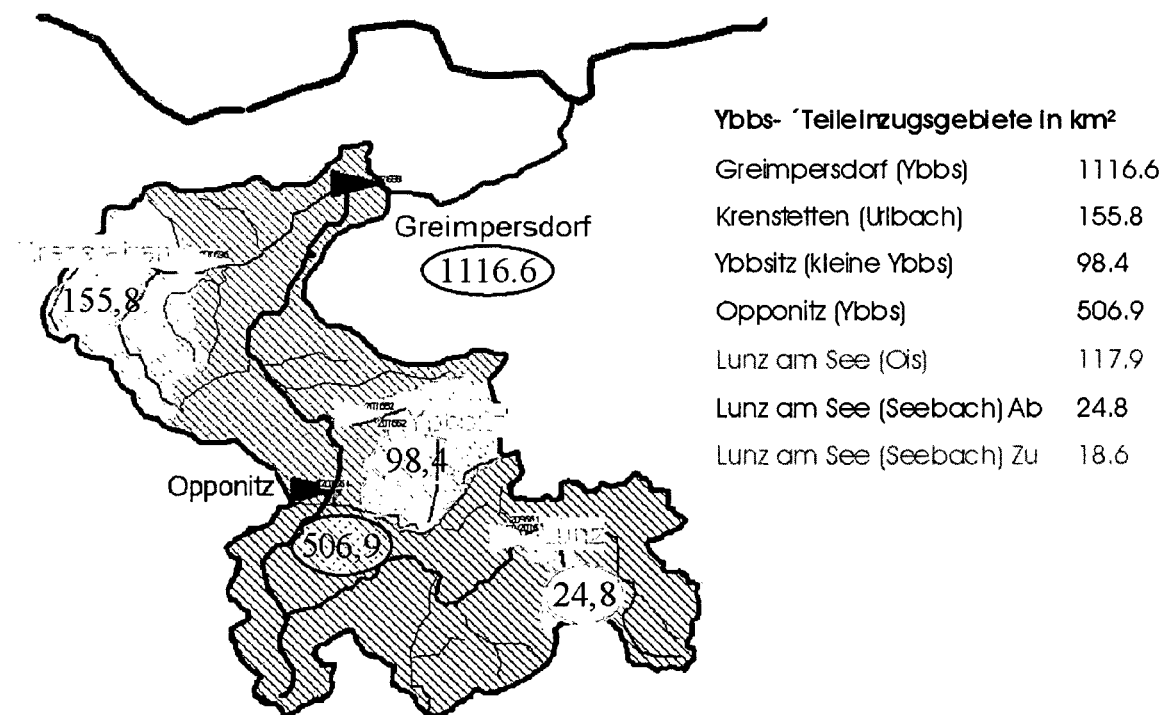 Ybbs- ´Teileinzugsgebiete in km²
Greimpersdorf (Ybbs) 1116.6
Krenstetten (Urlbach) 155.8
Ybbsitz (kleine Ybbs) 98.4
Opponitz (Ybbs) 506.9
Lunz am See (Ois) 117.9
Lunz am See (Seebach) Ab 24.8
Lunz am See (Seebach) Zu 18.6
Greimpersdorf
1116.6
155,8
98,4
Opponitz
506,9
Lunz
24,8